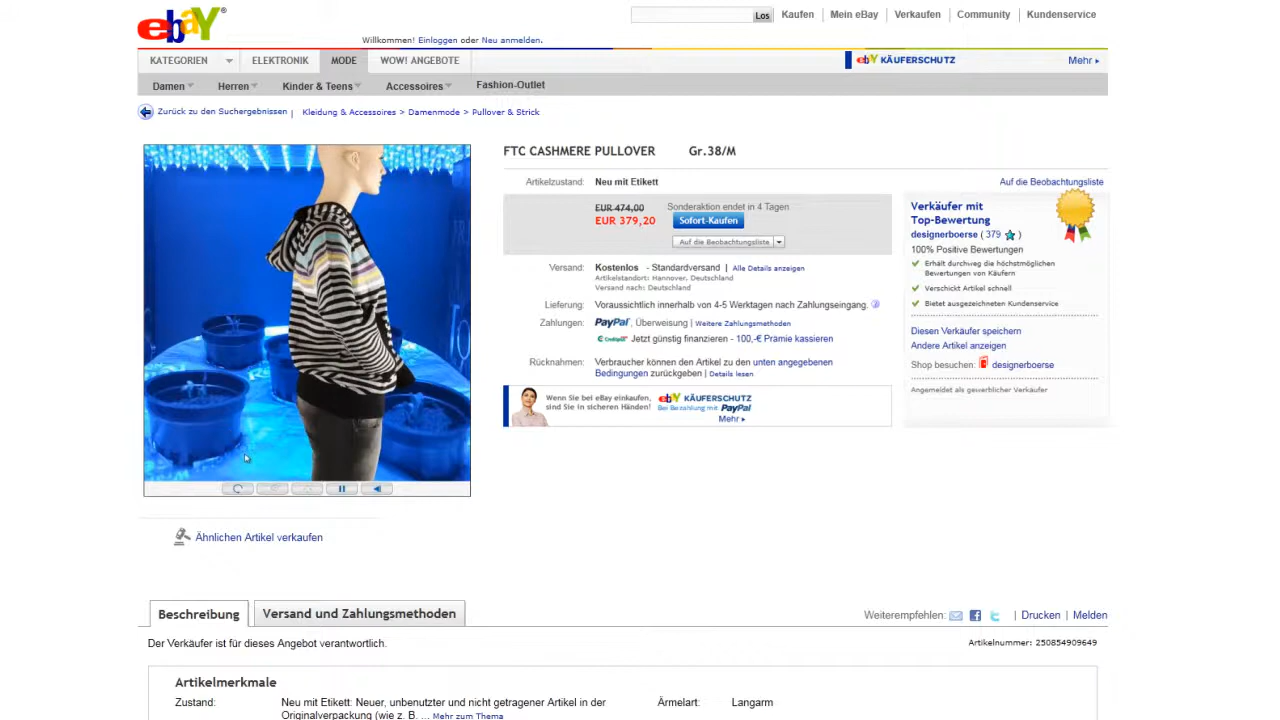 ebaY®
Los
Kaufen | Mein eBay | Verkaufen | Community | Kundenservice
Willkommen! Einloggen oder Neu anmelden.
KATEGORIEN ELEKTRONIK MODE WOW! ANGEBOTE
ebaY KÄUFERSCHUTZ
Mehr ▸
Damen Herren Kinder & Teens Accessoires Fashion-Outlet
Zurück zu den Suchergebnissen | Kleidung & Accessoires > Damenmode > Pullover & Strick
FTC CASHMERE PULLOVER Gr.38/M
Artikelzustand: Neu mit Etikett
Auf die Beobachtungsliste
EUR 474,00 Sonderaktion endet in 4 Tagen
EUR 379,20 Sofort-Kaufen
Auf die Beobachtungsliste
Versand: Kostenlos - Standardversand | Alle Details anzeigen
Artikelstandort: Hannover, Deutschland
Versand nach: Deutschland
Lieferung: Voraussichtlich innerhalb von 4-5 Werktagen nach Zahlungseingang.
Zahlungen: PayPal, Überweisung | Weitere Zahlungsmethoden
Jetzt günstig finanzieren - 100,-€ Prämie kassieren
Rücknahmen: Verbraucher können den Artikel zu den unten angegebenen
Bedingungen zurückgeben | Details lesen
Wenn Sie bei eBay einkaufen,
sind Sie in sicheren Händen!
ebaY KÄUFERSCHUTZ
Bei Bezahlung mit PayPal
Mehr ▸
Verkäufer mit
Top-Bewertung
designerboerse ( 379 )
100% Positive Bewertungen
Erhält durchweg die höchstmöglichen
Bewertungen von Käufern
Verschickt Artikel schnell
Bietet ausgezeichneten Kundenservice
Diesen Verkäufer speichern
Andere Artikel anzeigen
Shop besuchen: designerboerse
Angemeldet als gewerblicher Verkäufer
Ähnlichen Artikel verkaufen
Beschreibung Versand und Zahlungsmethoden
Weiterempfehlen: | Drucken | Melden
Der Verkäufer ist für dieses Angebot verantwortlich.
Artikelnummer: 250854909649
Artikelmerkmale
Zustand: Neu mit Etikett: Neuer, unbenutzter und nicht getragener Artikel in der
Originalverpackung (wie z. B. ... Mehr zum Thema
Ärmelart: Langarm